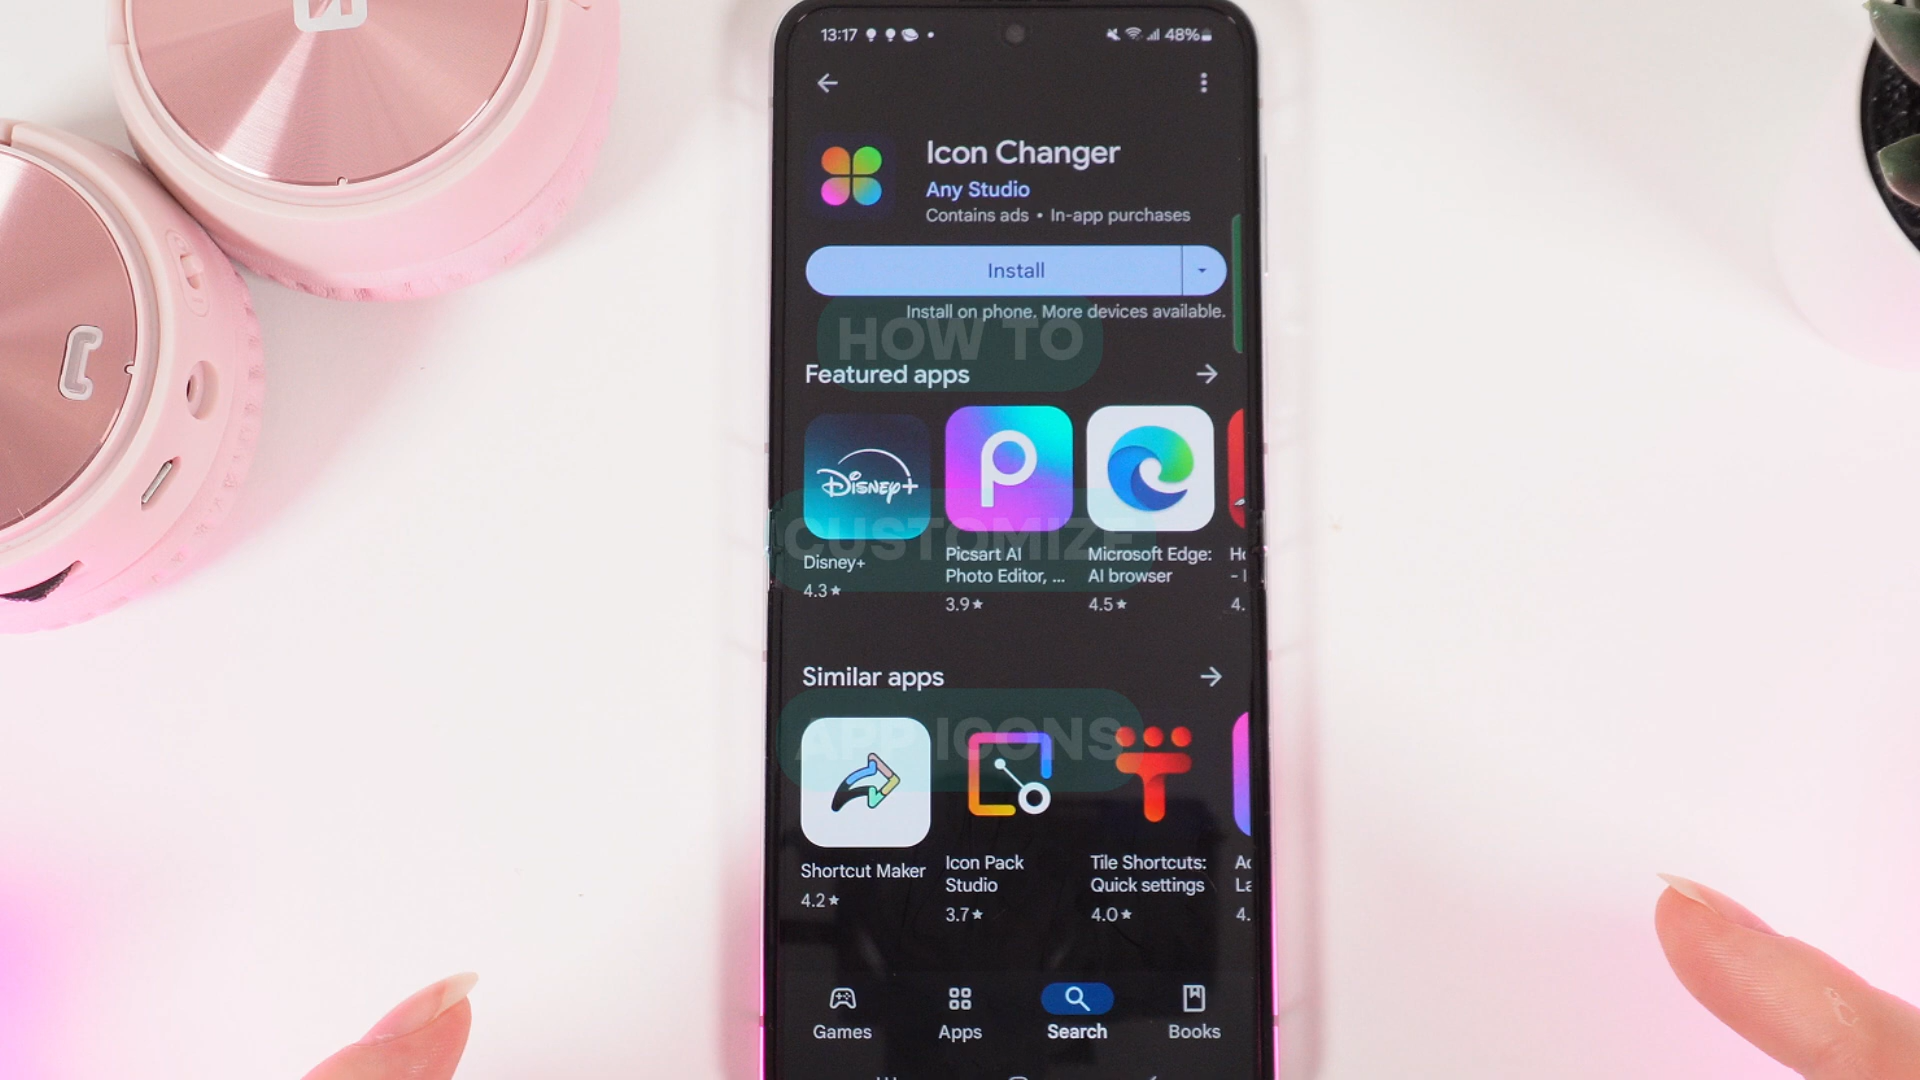 13:17
48%
Icon Changer
Any Studio
Contains ads • In-app purchases
Install
Install on phone. More devices available.
HOW TO
Featured apps
Disney+
CUSTOMIZE
Disney+
4.3★
Picsart AI
Photo Editor, ...
3.9★
Microsoft Edge:
AI browser
4.5★
- I
4.
Similar apps
APP ICONS
Shortcut Maker
4.2★
Icon Pack
Studio
3.7★
Tile Shortcuts:
Quick settings
4.0★
4.
Games
Apps
Search
Books